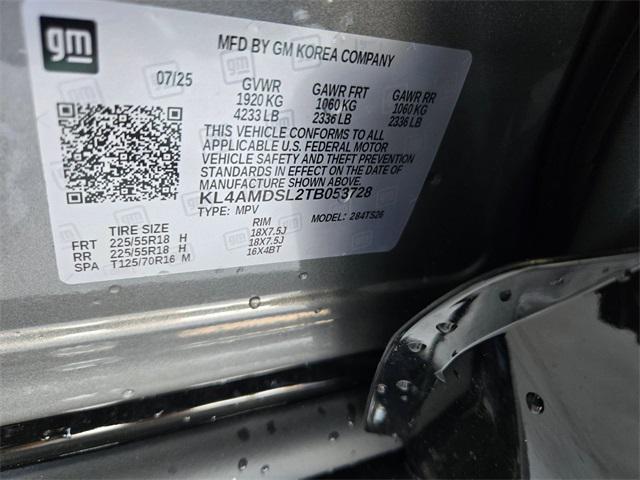 gm
MFD BY GM KOREA COMPANY
07/25
GVWR
1920 KG
4233 LB
GAWR FRT
1060 KG
2336 LB
GAWR RR
1060 KG
2336 LB
THIS VEHICLE CONFORMS TO ALL
APPLICABLE U.S. FEDERAL MOTOR
VEHICLE SAFETY AND THEFT PREVENTION
STANDARDS IN EFFECT ON THE DATE OF
MANUFACTURE SHOWN ABOVE.
KL4AMDSL2TB053728
TYPE: MPV MODEL: 284TS26
TIRE SIZE RIM
FRT 225/55R18 H 18X7.5J
RR 225/55R18 H 18X7.5J
SPA T125/70R16 M 16X4BT